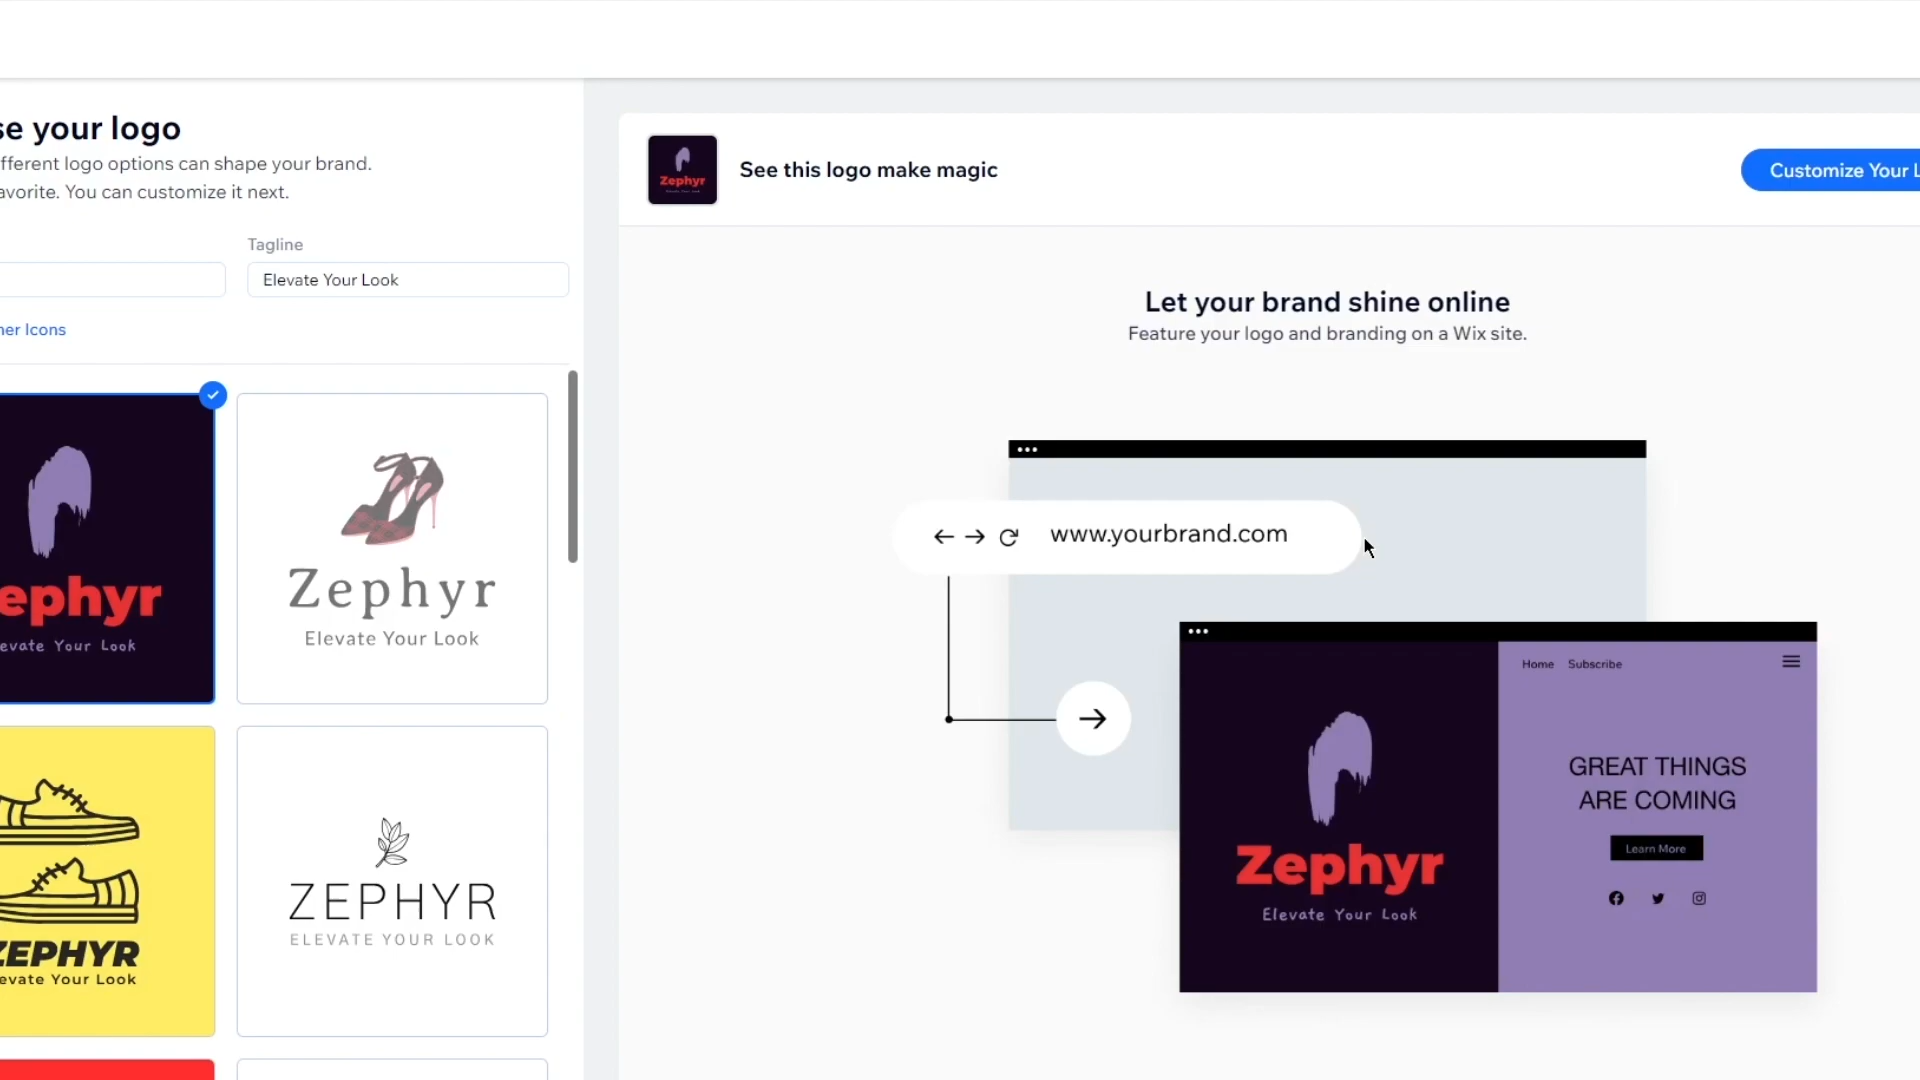 se your logo
fferent logo options can shape your brand.
avorite. You can customize it next.
Tagline
Elevate Your Look
her Icons
ephyr
evate Your Look
Zephyr
Elevate Your Look
ZEPHYR
evate Your Look
ZEPHYR
ELEVATE YOUR LOOK
Zephyr
See this logo make magic
Customize Your L
Let your brand shine online
Feature your logo and branding on a Wix site.
www.yourbrand.com
Home Subscribe
Zephyr
Elevate Your Look
GREAT THINGS
ARE COMING
Learn More